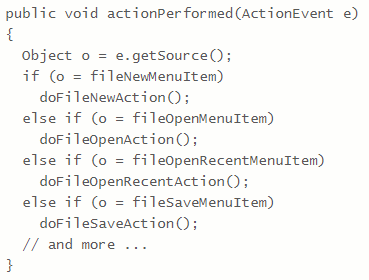 public void actionPerformed(ActionEvent e)
{
  Object o = e.getSource();
  if (o = fileNewMenuItem)
    doFileNewAction();
  else if (o = fileOpenMenuItem)
    doFileOpenAction();
  else if (o = fileOpenRecentMenuItem)
    doFileOpenRecentAction();
  else if (o = fileSaveMenuItem)
    doFileSaveAction();
  // and more ...
}